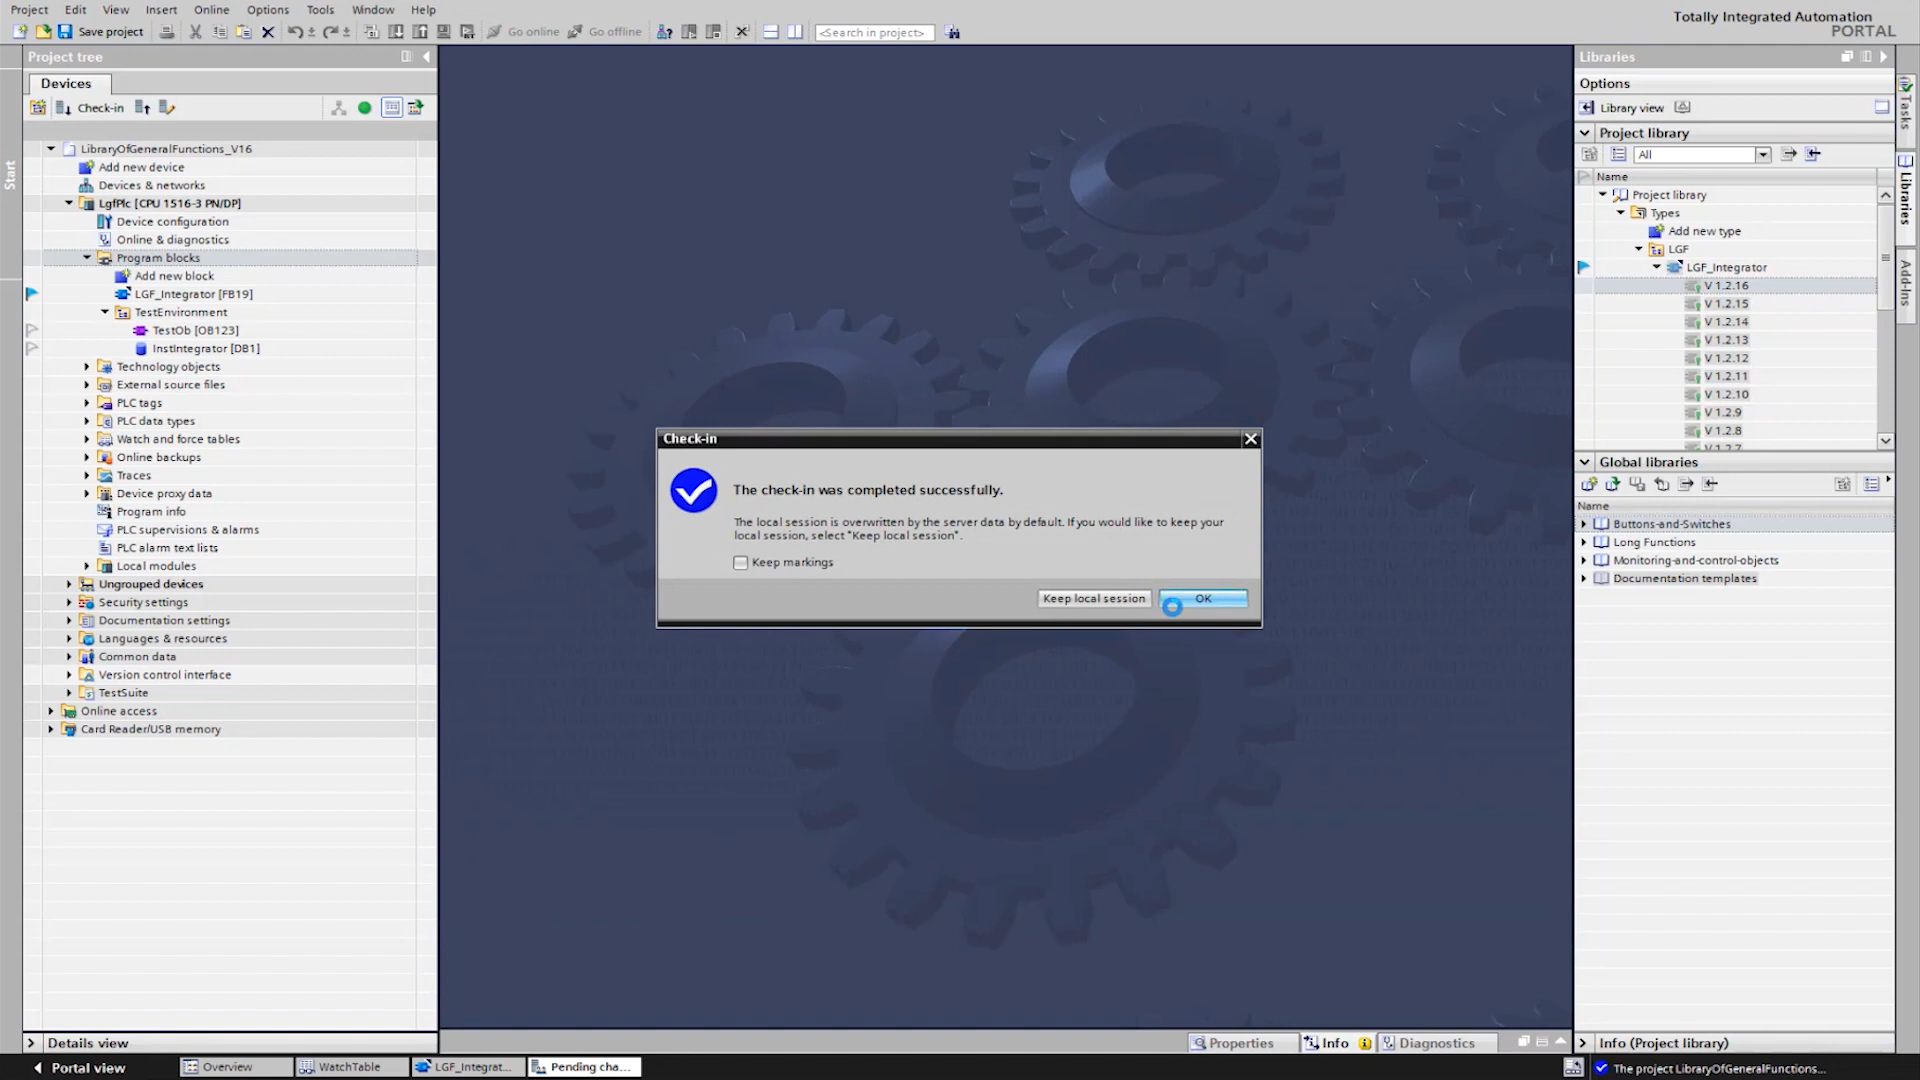 Project Edit View Insert Online Options Tools Window Help
Totally Integrated Automation
PORTAL
Save project
Go online
Go offline
<Search in project>
Project tree
Devices
Check-in
Start
LibraryOfGeneralFunctions_V16
Add new device
Devices & networks
LgfPlc [CPU 1516-3 PN/DP]
Device configuration
Online & diagnostics
Program blocks
Add new block
LGF_Integrator [FB19]
TestEnvironment
TestOb [OB123]
InstIntegrator [DB1]
Technology objects
External source files
PLC tags
PLC data types
Watch and force tables
Online backups
Traces
Device proxy data
Program info
PLC supervisions & alarms
PLC alarm text lists
Local modules
Ungrouped devices
Security settings
Documentation settings
Languages & resources
Common data
Version control interface
TestSuite
Online access
Card Reader/USB memory
Details view
Check-in
The check-in was completed successfully.
The local session is overwritten by the server data by default. If you would like to keep your
local session, select "Keep local session".
Keep markings
Keep local session
OK
Libraries
Options
Library view
Project library
All
Name
Project library
Types
Add new type
LGF
LGF_Integrator
V 1.2.16
V 1.2.15
V 1.2.14
V 1.2.13
V 1.2.12
V 1.2.11
V 1.2.10
V 1.2.9
V 1.2.8
V 1.2.7
Global libraries
Name
Buttons-and-Switches
Long Functions
Monitoring-and-control-objects
Documentation templates
Info (Project library)
Tasks
Libraries
Add-Ins
Properties
Info
Diagnostics
Portal view
Overview
WatchTable
LGF_Integrat...
Pending cha...
The project LibraryOfGeneralFunctions...